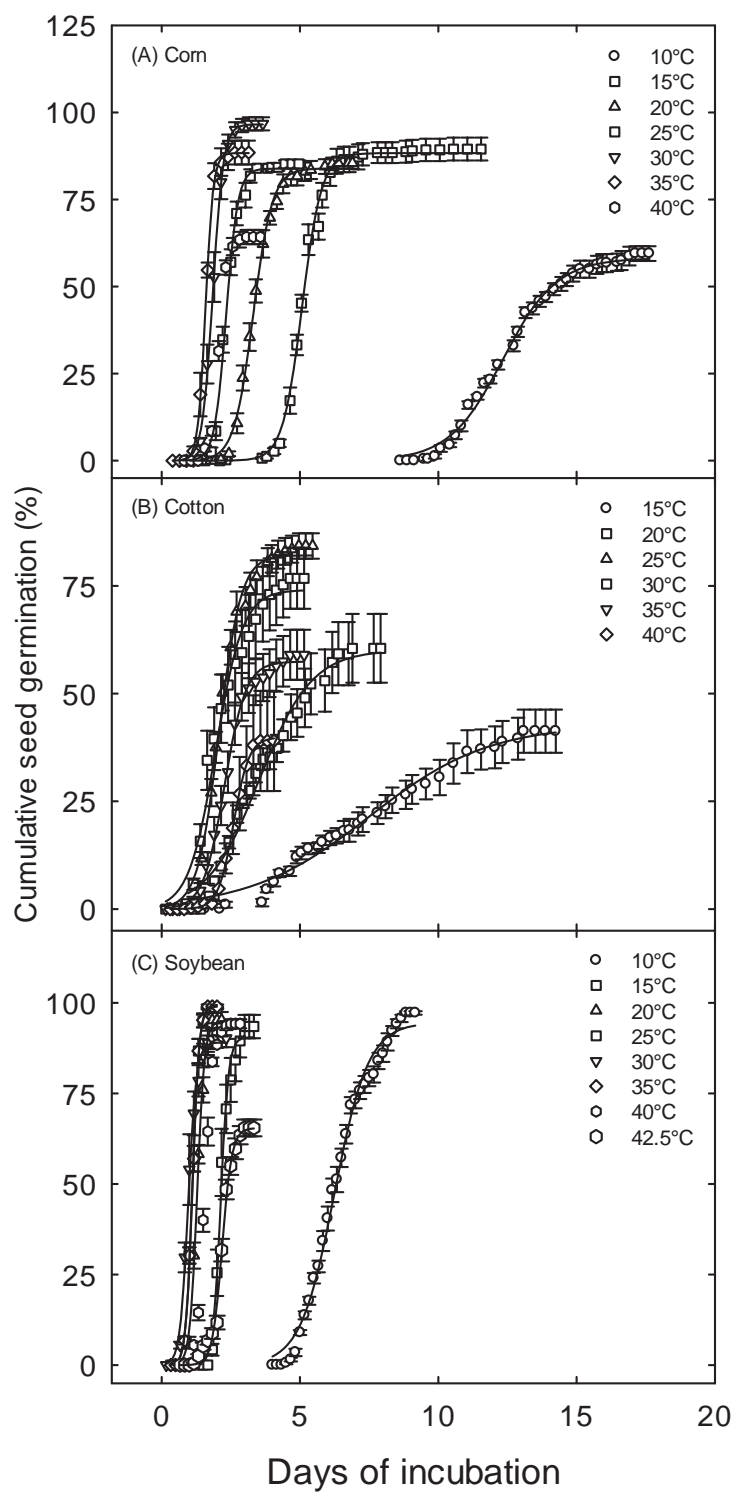 Cumulative seed germination (%)
125
100
75
50
25
0
(A) Corn
10°C
15°C
20°C
25°C
30°C
35°C
40°C
75
50
25
0
(B) Cotton
15°C
20°C
25°C
30°C
35°C
40°C
100
75
50
25
0
(C) Soybean
10°C
15°C
20°C
25°C
30°C
35°C
40°C
42.5°C
0 5 10 15 20
Days of incubation